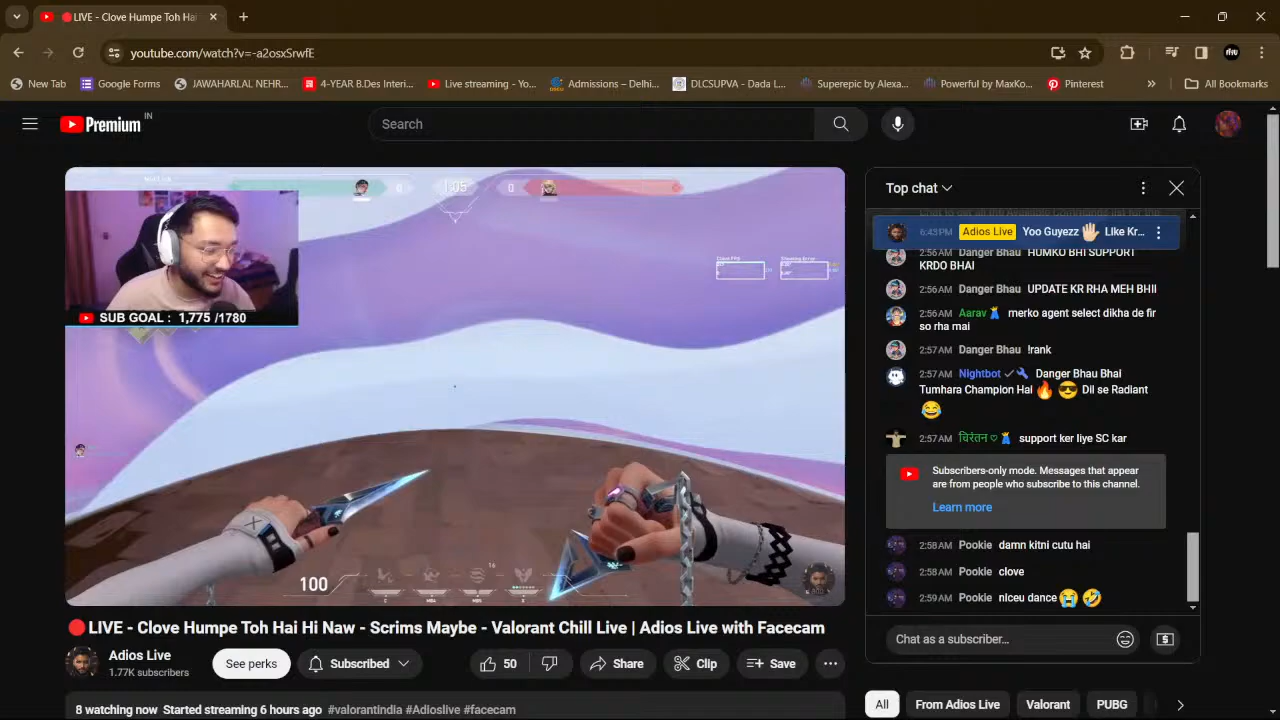 🔴LIVE - Clove Humpe Toh Hai
youtube.com/watch?v=-a2osxSrwfE
New Tab
Google Forms
JAWAHARLAL NEHR...
4-YEAR B.Des Interi...
Live streaming - Yo...
Admissions – Delhi...
DLCSUPVA - Dada L...
Superepic by Alexa...
Powerful by MaxKo...
Pinterest
All Bookmarks
Premium IN
Search
0 1:05 0
SUB GOAL : 1,775 /1780
16
100
Top chat
6:43PM Adios Live Yoo Guyezz🖐 Like Kr...
2:56AM Danger Bhau HUMKO BHI SUPPORT
KRDO BHAI
2:56AM Danger Bhau UPDATE KR RHA MEH BHII
2:56AM Aarav👗 merko agent select dikha de fir
so rha mai
2:57AM Danger Bhau !rank
2:57AM Nightbot ✓🔧 Danger Bhau Bhai
Tumhara Champion Hai 🔥 😎 Dil se Radiant
😂
2:57AM चिरंतन ♡👗 support ker liye SC kar
Subscribers-only mode. Messages that appear
are from people who subscribe to this channel.
Learn more
2:58AM Pookie damn kitni cutu hai
2:58AM Pookie clove
2:59AM Pookie niceu dance😭🤣
Chat as a subscriber...
🔴LIVE - Clove Humpe Toh Hai Hi Naw - Scrims Maybe - Valorant Chill Live | Adios Live with Facecam
Adios Live
1.77K subscribers
See perks
Subscribed
50
Share
Clip
Save
8 watching now Started streaming 6 hours ago #valorantindia #Adioslive #facecam
All
From Adios Live
Valorant
PUBG